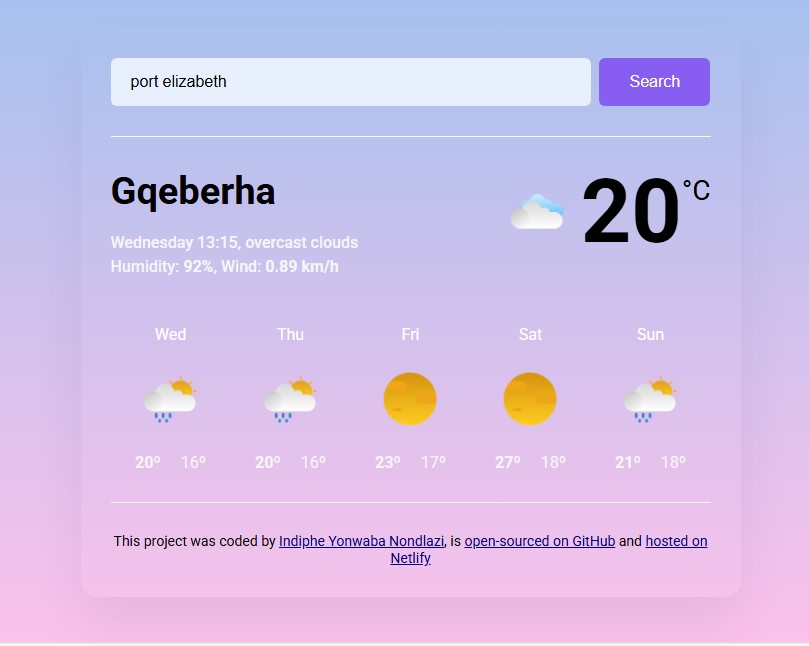 port elizabeth
Search
Gqeberha
20°C
Wednesday 13:15, overcast clouds
Humidity: 92%, Wind: 0.89 km/h
Wed Thu Fri Sat Sun
20º 16º 20º 16º 23º 17º 27º 18º 21º 18º
This project was coded by Indiphe Yonwaba Nondlazi, is open-sourced on GitHub and hosted on
Netlify